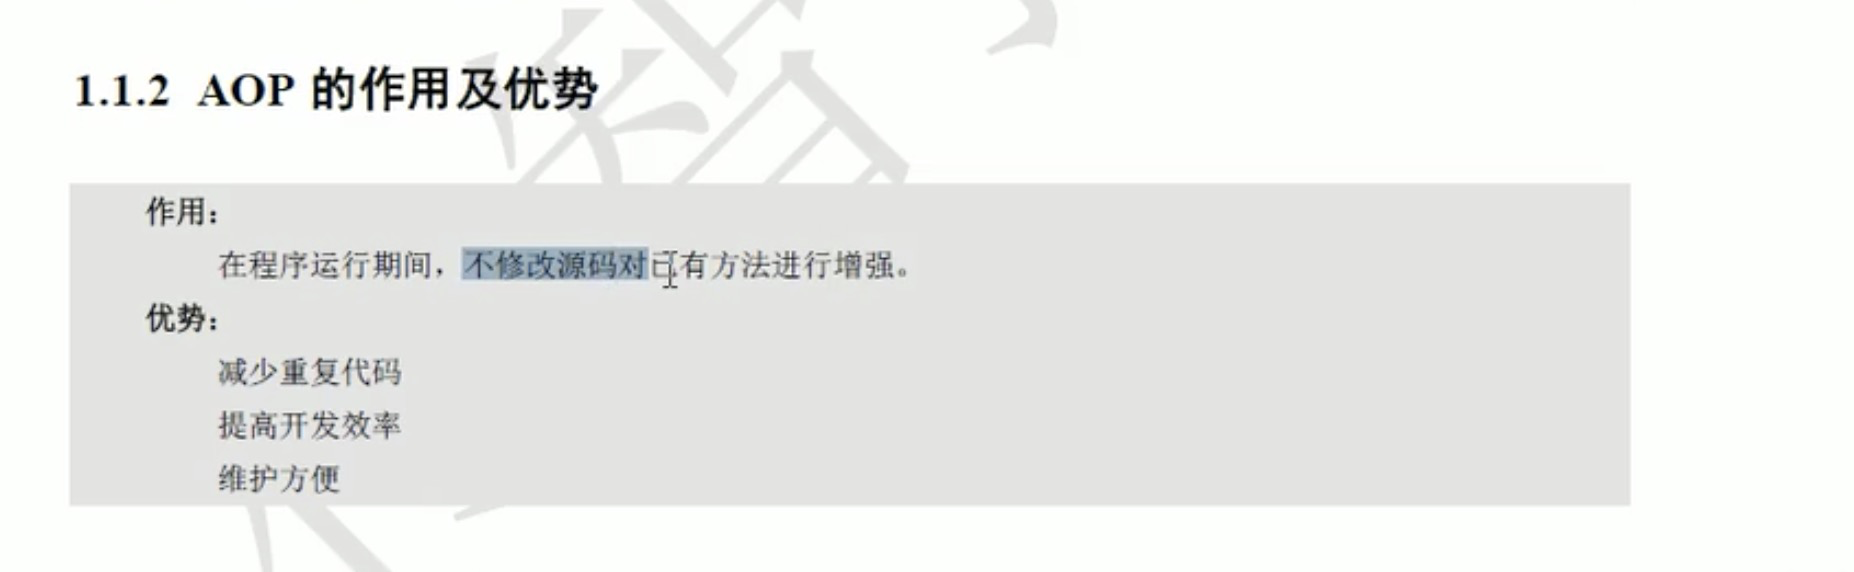 1.1.2 AOP 的作用及优势
作用：
在程序运行期间，不修改源码对已有方法进行增强。
优势：
减少重复代码
提高开发效率
维护方便